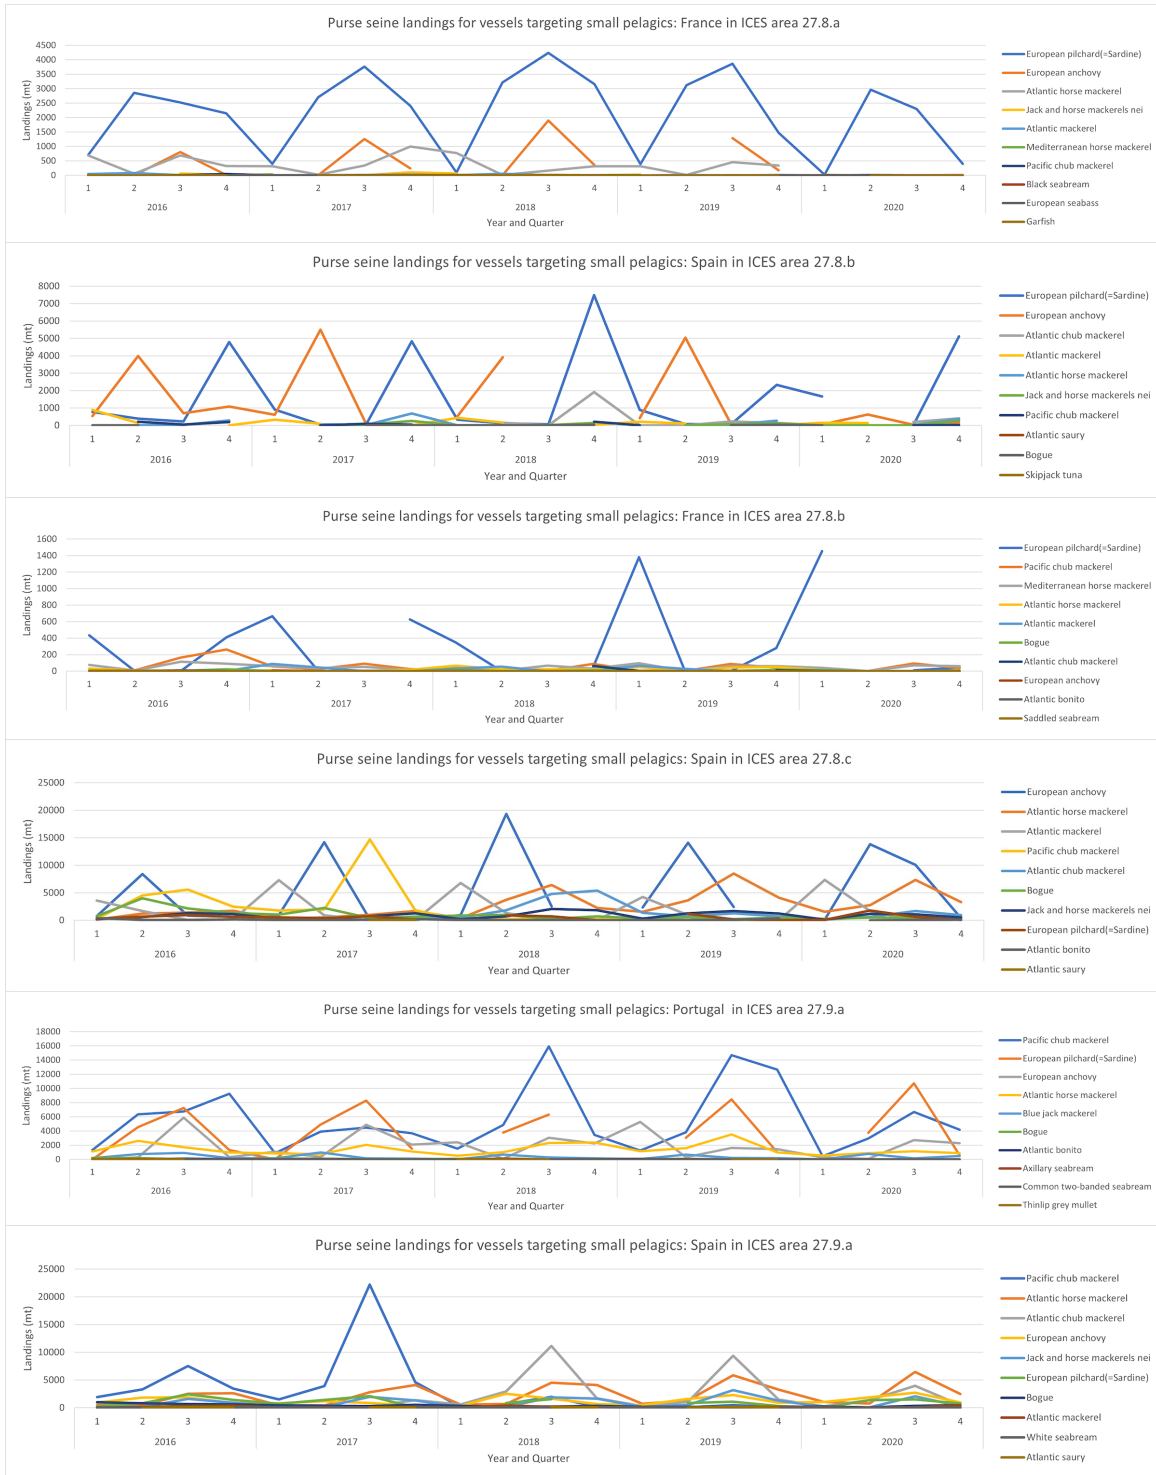 Purse seine landings for vessels targeting small pelagics: France in ICES area 27.8.a
4500
4000
3500
3000
2500
2000
1500
1000
500
0
Landings (mt)
1 2 3 4 1 2 3 4 1 2 3 4 1 2 3 4 1 2 3 4
2016 2017 2018 2019 2020
Year and Quarter
European pilchard(=Sardine)
European anchovy
Atlantic horse mackerel
Jack and horse mackerels nei
Atlantic mackerel
Mediterranean horse mackerel
Pacific chub mackerel
Black seabream
European seabass
Garfish
Purse seine landings for vessels targeting small pelagics: Spain in ICES area 27.8.b
8000
7000
6000
5000
4000
3000
2000
1000
0
Landings (mt)
1 2 3 4 1 2 3 4 1 2 3 4 1 2 3 4 1 2 3 4
2016 2017 2018 2019 2020
Year and Quarter
European pilchard(=Sardine)
European anchovy
Atlantic chub mackerel
Atlantic mackerel
Atlantic horse mackerel
Jack and horse mackerels nei
Pacific chub mackerel
Atlantic saury
Bogue
Skipjack tuna
Purse seine landings for vessels targeting small pelagics: France in ICES area 27.8.b
1600
1400
1200
1000
800
600
400
200
0
Landings (mt)
1 2 3 4 1 2 3 4 1 2 3 4 1 2 3 4 1 2 3 4
2016 2017 2018 2019 2020
Year and Quarter
European pilchard(=Sardine)
Pacific chub mackerel
Mediterranean horse mackerel
Atlantic horse mackerel
Atlantic mackerel
Bogue
Atlantic chub mackerel
European anchovy
Atlantic bonito
Saddled seabream
Purse seine landings for vessels targeting small pelagics: Spain in ICES area 27.8.c
25000
20000
15000
10000
5000
0
Landings (mt)
1 2 3 4 1 2 3 4 1 2 3 4 1 2 3 4 1 2 3 4
2016 2017 2018 2019 2020
Year and Quarter
European anchovy
Atlantic horse mackerel
Atlantic mackerel
Pacific chub mackerel
Atlantic chub mackerel
Bogue
Jack and horse mackerels nei
European pilchard(=Sardine)
Atlantic bonito
Atlantic saury
Purse seine landings for vessels targeting small pelagics: Portugal in ICES area 27.9.a
18000
16000
14000
12000
10000
8000
6000
4000
2000
0
Landings (mt)
1 2 3 4 1 2 3 4 1 2 3 4 1 2 3 4 1 2 3 4
2016 2017 2018 2019 2020
Year and Quarter
Pacific chub mackerel
European pilchard(=Sardine)
European anchovy
Atlantic horse mackerel
Blue jack mackerel
Bogue
Atlantic bonito
Axillary seabream
Common two-banded seabream
Thinlip grey mullet
Purse seine landings for vessels targeting small pelagics: Spain in ICES area 27.9.a
25000
20000
15000
10000
5000
0
Landings (mt)
1 2 3 4 1 2 3 4 1 2 3 4 1 2 3 4 1 2 3 4
2016 2017 2018 2019 2020
Year and Quarter
Pacific chub mackerel
Atlantic horse mackerel
Atlantic chub mackerel
European anchovy
Jack and horse mackerels nei
European pilchard(=Sardine)
Bogue
Atlantic mackerel
White seabream
Atlantic saury